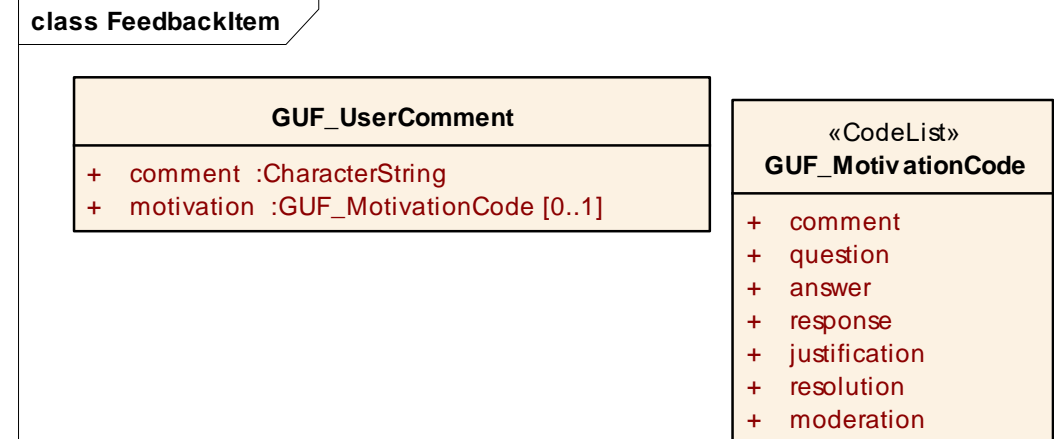 class FeedbackItem
GUF_UserComment
+ comment :CharacterString
+ motivation :GUF_MotivationCode [0..1]
«CodeList»
GUF_MotivationCode
+ comment
+ question
+ answer
+ response
+ justification
+ resolution
+ moderation